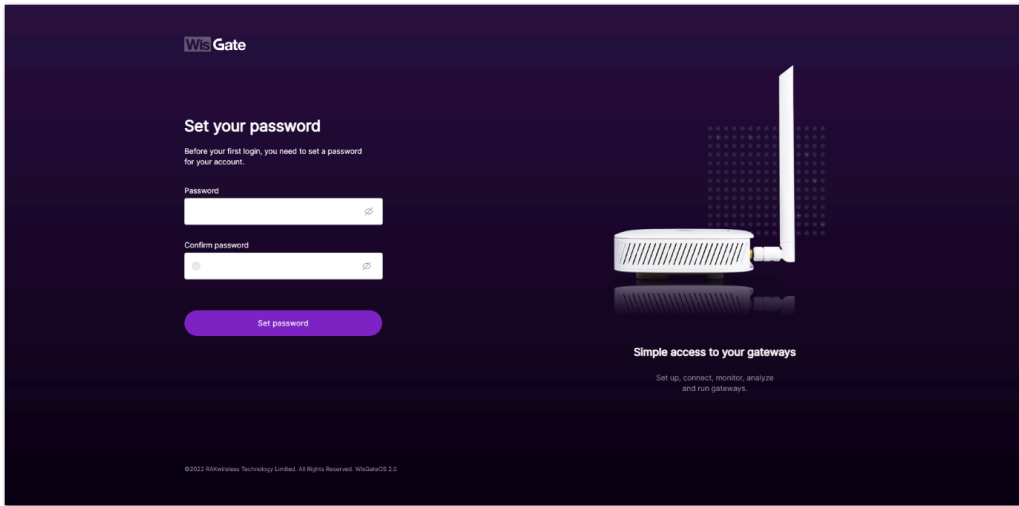 WisGate
Set your password
Before your first login, you need to set a password
for your account.
Password
Confirm password
Set password
Simple access to your gateways
Set up, connect, monitor, analyze
and run gateways.
©2022 RAKwireless Technology Limited. All Rights Reserved. WisGateOS 2.0